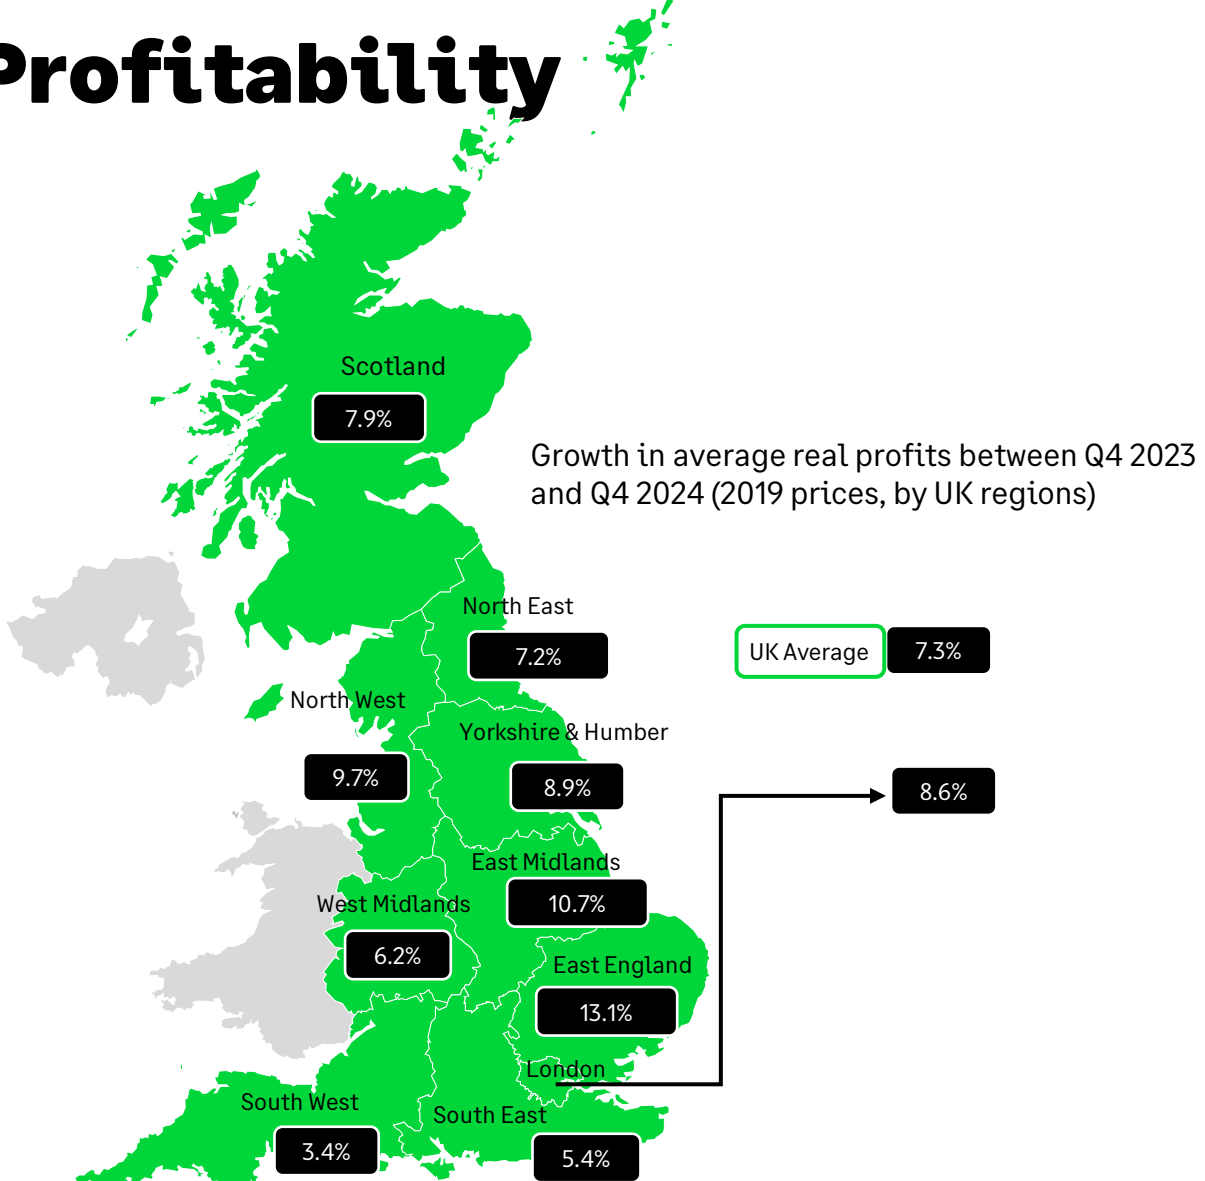 Profitability
Scotland
7.9%
Growth in average real profits between Q4 2023
and Q4 2024 (2019 prices, by UK regions)
North East
7.2%
UK Average
7.3%
North West
9.7%
Yorkshire & Humber
8.9%
8.6%
East Midlands
10.7%
West Midlands
6.2%
East England
13.1%
London
South West
3.4%
South East
5.4%